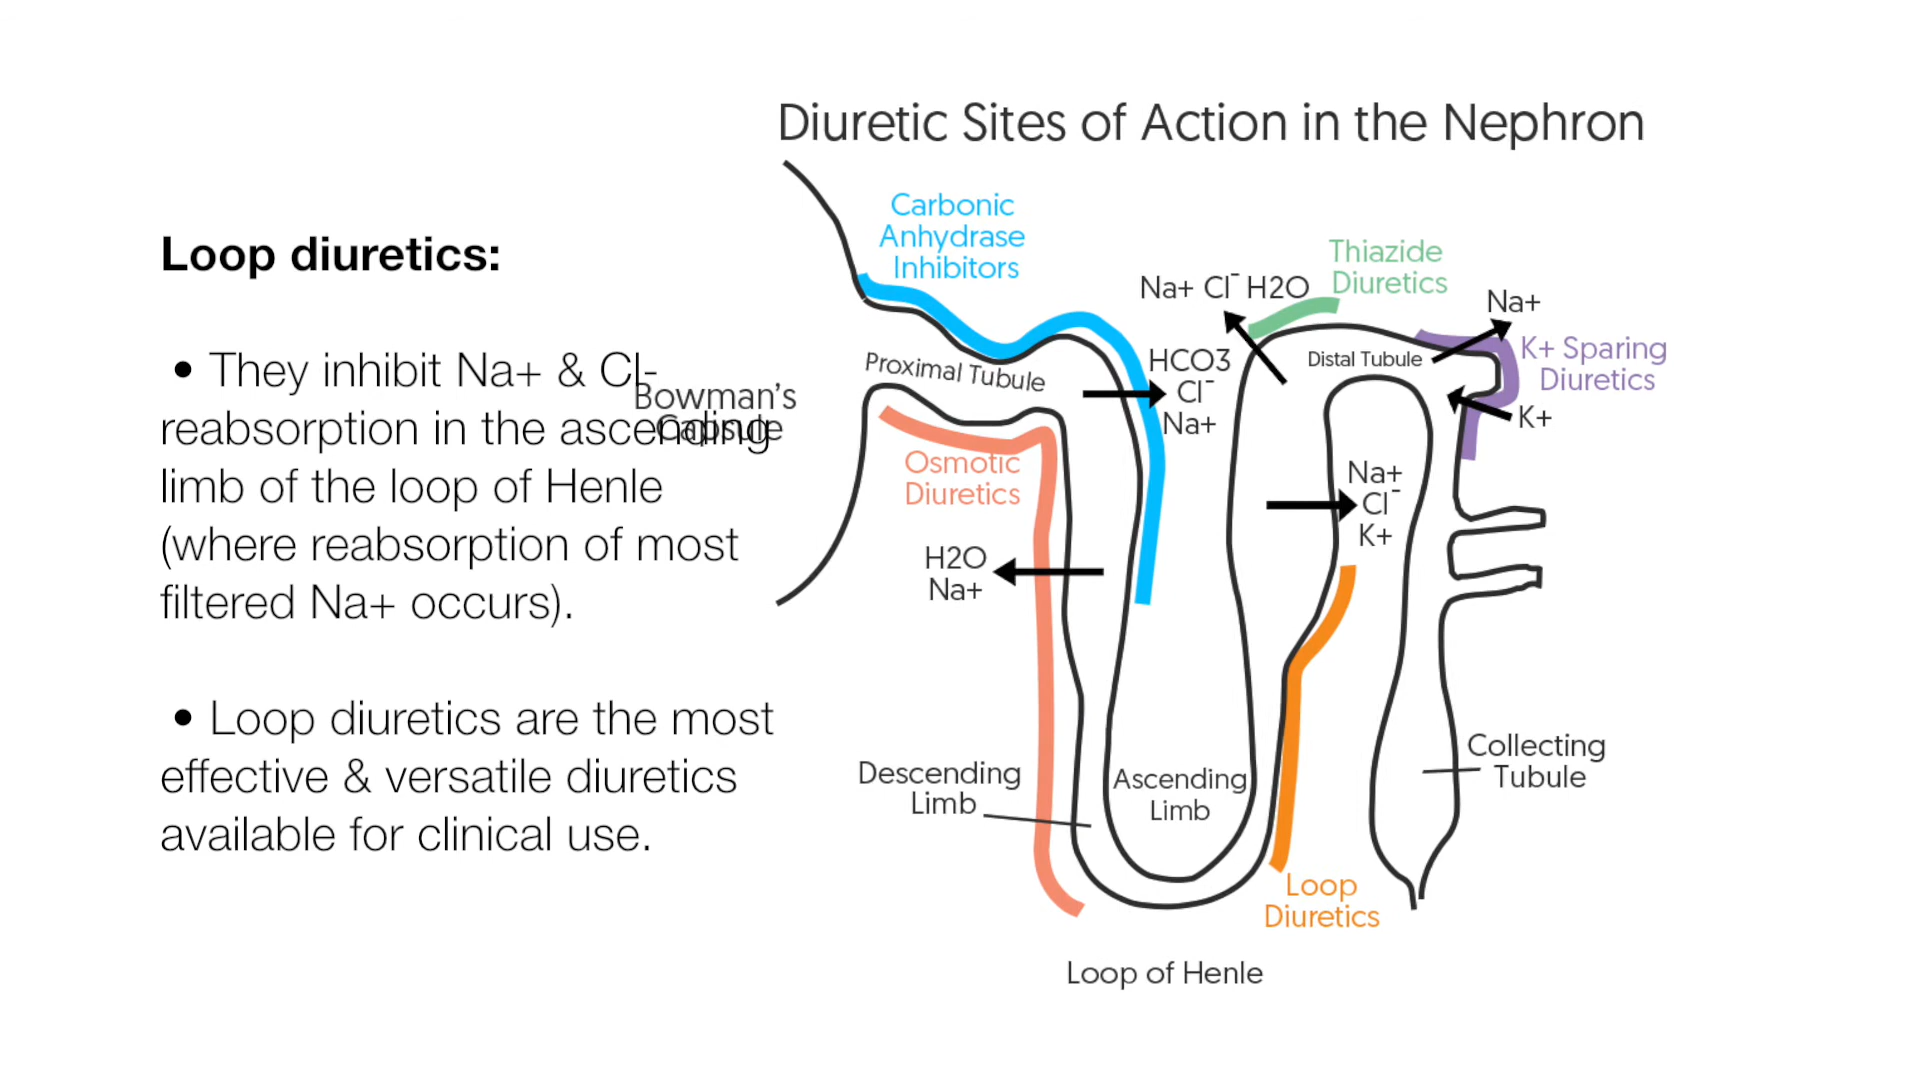 Diuretic Sites of Action in the Nephron
Loop diuretics:
• They inhibit Na+ & Cl-
reabsorption in the ascending
limb of the loop of Henle
(where reabsorption of most
filtered Na+ occurs).
• Loop diuretics are the most
effective & versatile diuretics
available for clinical use.
Bowman's
Capsule
Carbonic
Anhydrase
Inhibitors
Proximal Tubule
Osmotic
Diuretics
H2O
Na+
Descending
Limb
Na+ Cl⁻ H2O
HCO3
Cl⁻
Na+
Ascending
Limb
Thiazide
Diuretics
Distal Tubule
Na+
K+ Sparing
Diuretics
K+
Na+
Cl⁻
K+
Collecting
Tubule
Loop
Diuretics
Loop of Henle